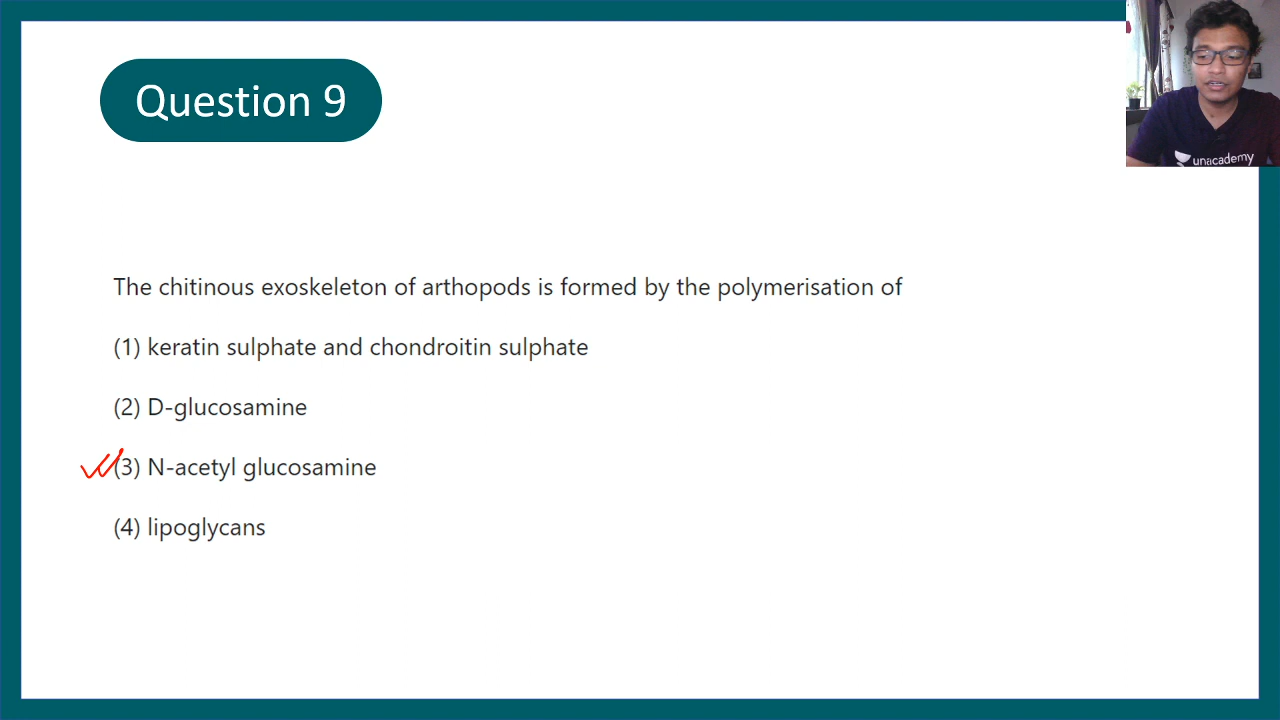 Question 9
unacademy
The chitinous exoskeleton of arthopods is formed by the polymerisation of
(1) keratin sulphate and chondroitin sulphate
(2) D-glucosamine
(3) N-acetyl glucosamine
(4) lipoglycans